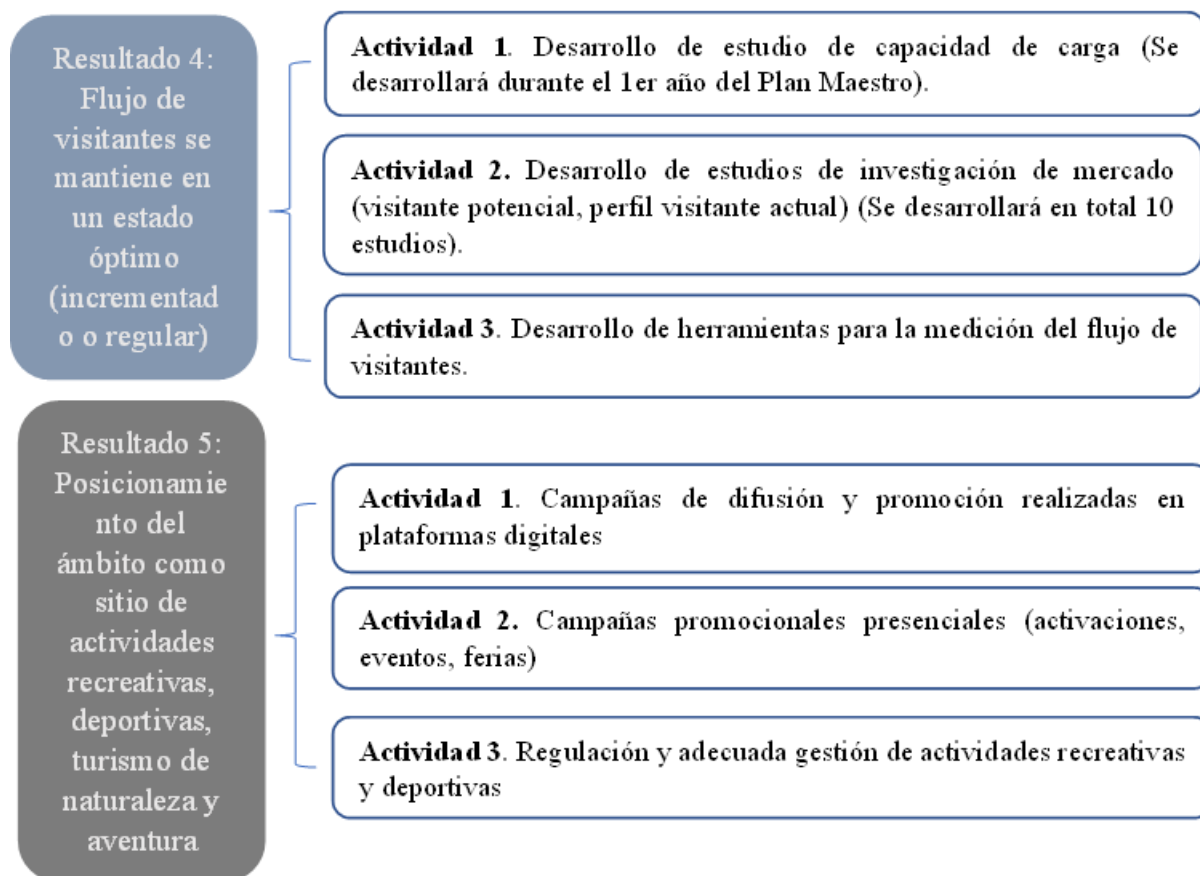 Resultado 4:
Flujo de
visitantes se
mantiene en
un estado
óptimo
(incrementad
o o regular)
Actividad 1. Desarrollo de estudio de capacidad de carga (Se
desarrollará durante el 1er año del Plan Maestro).
Actividad 2. Desarrollo de estudios de investigación de mercado
(visitante potencial, perfil visitante actual) (Se desarrollará en total 10
estudios).
Actividad 3. Desarrollo de herramientas para la medición del flujo de
visitantes.
Resultado 5:
Posicionamie
nto del
ámbito como
sitio de
actividades
recreativas,
deportivas,
turismo de
naturaleza y
aventura
Actividad 1. Campañas de difusión y promoción realizadas en
plataformas digitales
Actividad 2. Campañas promocionales presenciales (activaciones,
eventos, ferias)
Actividad 3. Regulación y adecuada gestión de actividades recreativas
y deportivas